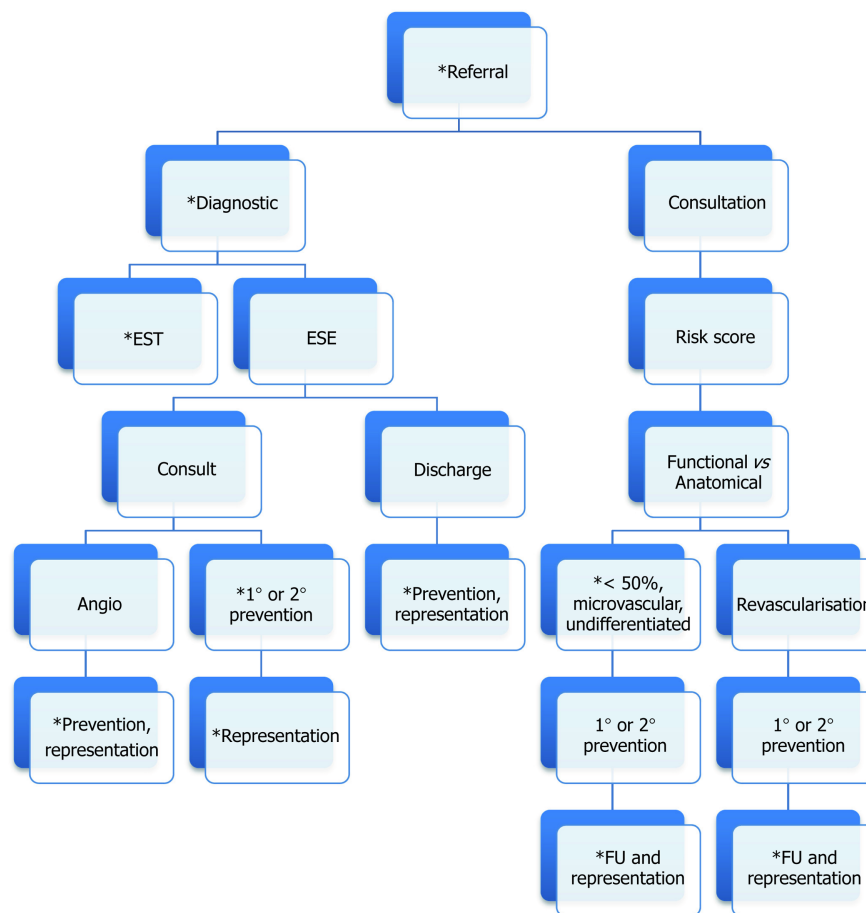 *Referral
*Diagnostic
Consultation
*EST
ESE
Risk score
Consult
Discharge
Functional vs
Anatomical
Angio
*1° or 2°
prevention
*Prevention,
representation
*< 50%,
microvascular,
undifferentiated
Revascularisation
*Prevention,
representation
*Representation
1° or 2°
prevention
1° or 2°
prevention
*FU and
representation
*FU and
representation